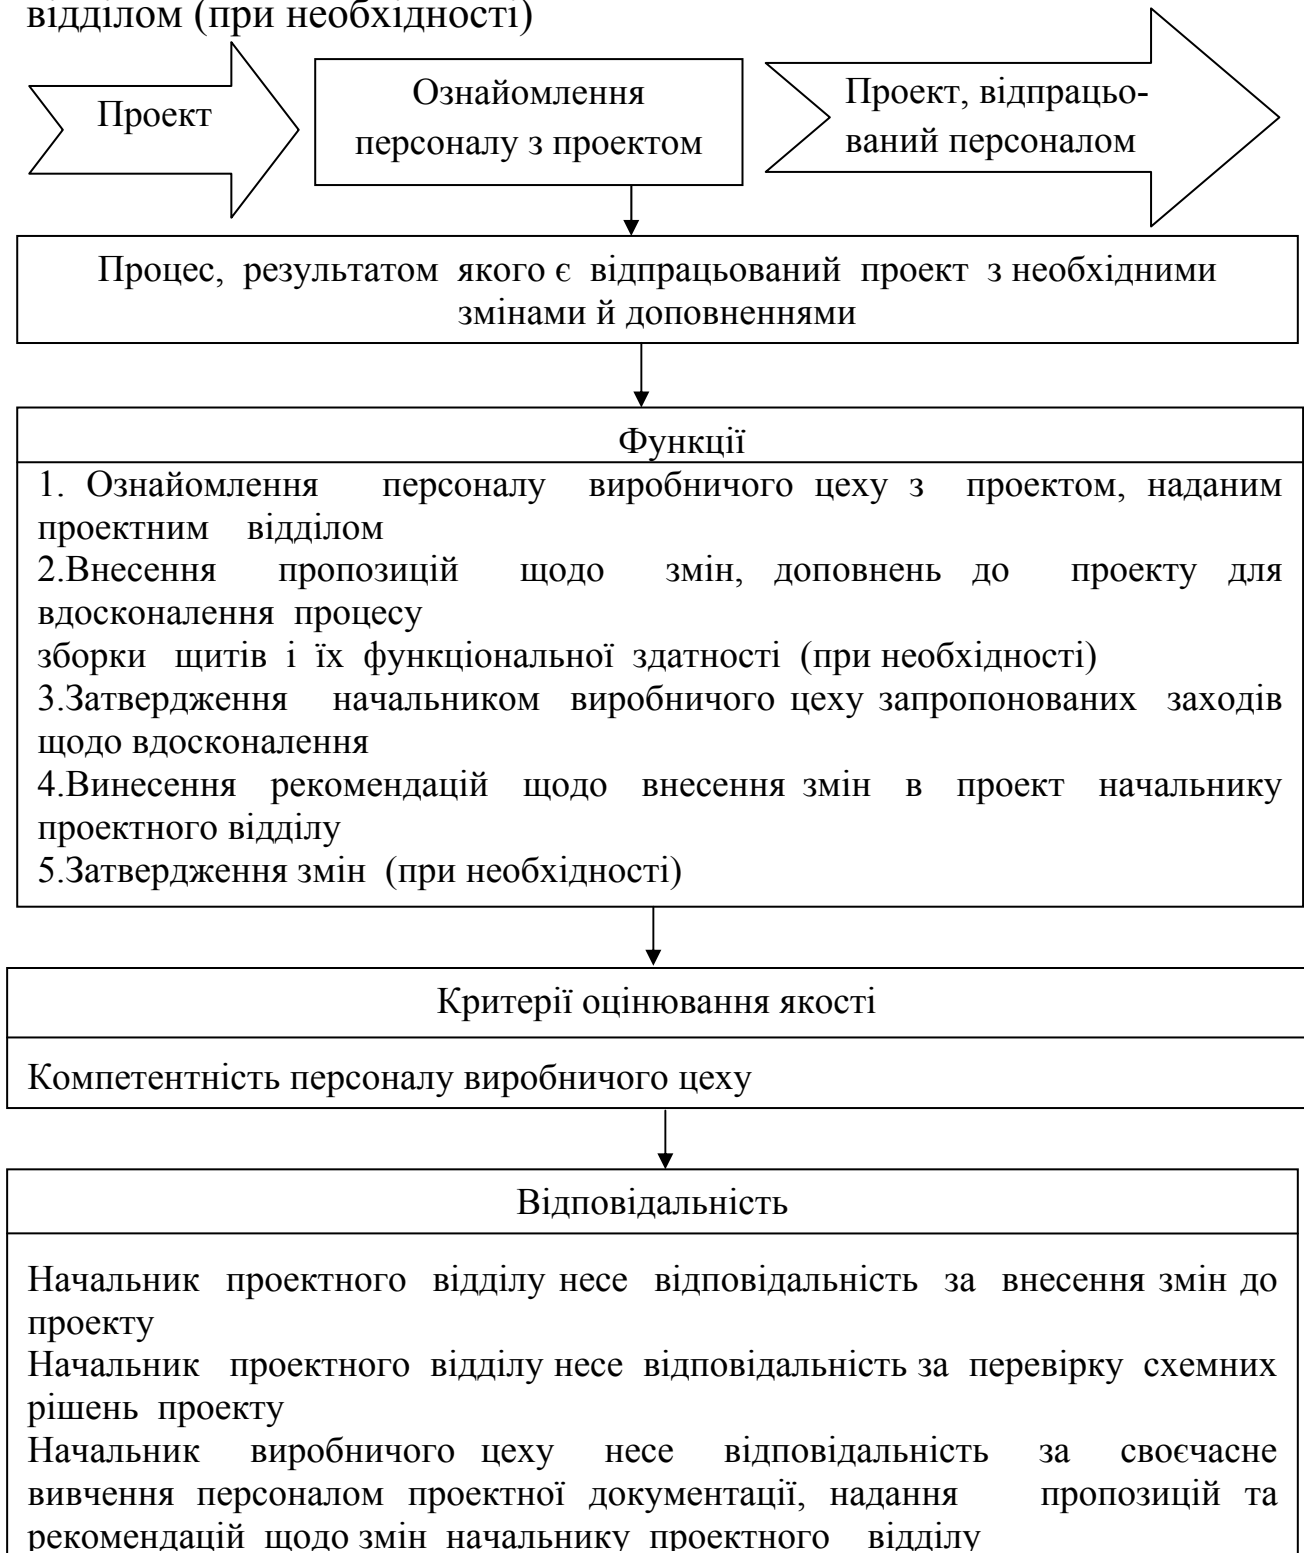 відділом (при необхідності)
Проект
Ознайомлення
персоналу з проектом
Проект, відпрацьо-
ваний персоналом
Процес, результатом якого є відпрацьований проект з необхідними
змінами й доповненнями
Функції
1. Ознайомлення персоналу виробничого цеху з проектом, наданим
проектним відділом
2.Внесення пропозицій щодо змін, доповнень до проекту для
вдосконалення процесу
зборки щитів і їх функціональної здатності (при необхідності)
3.Затвердження начальником виробничого цеху запропонованих заходів
щодо вдосконалення
4.Винесення рекомендацій щодо внесення змін в проект начальнику
проектного відділу
5.Затвердження змін (при необхідності)
Критерії оцінювання якості
Компетентність персоналу виробничого цеху
Відповідальність
Начальник проектного відділу несе відповідальність за внесення змін до
проекту
Начальник проектного відділу несе відповідальність за перевірку схемних
рішень проекту
Начальник виробничого цеху несе відповідальність за своєчасне
вивчення персоналом проектної документації, надання пропозицій та
рекомендацій щодо змін начальнику проектного відділу